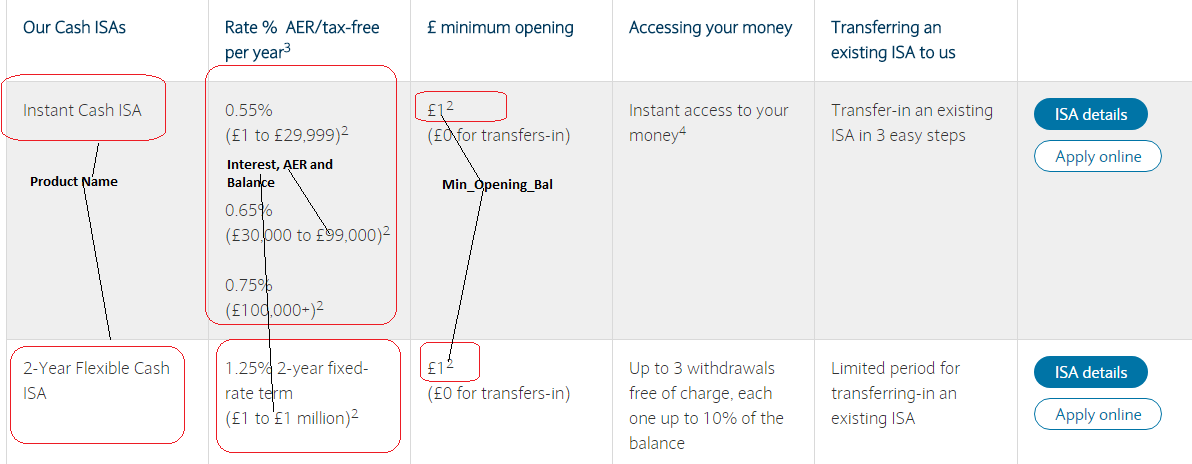 Our Cash ISAs
Rate % AER/tax-free
per year3
£ minimum opening
Accessing your money
Transferring an
existing ISA to us
Instant Cash ISA
0.55%
(£1 to £29,999)2
Interest, AER and
Balance
0.65%
(£30,000 to £99,000)2
0.75%
(£100,000+)2
£12
(£0 for transfers-in)
Instant access to your
money4
Transfer-in an existing
ISA in 3 easy steps
ISA details
Apply online
Product Name
Min_Opening_Bal
2-Year Flexible Cash
ISA
1.25% 2-year fixed-
rate term
(£1 to £1 million)2
£12
(£0 for transfers-in)
Up to 3 withdrawals
free of charge, each
one up to 10% of the
balance
Limited period for
transferring-in an
existing ISA
ISA details
Apply online